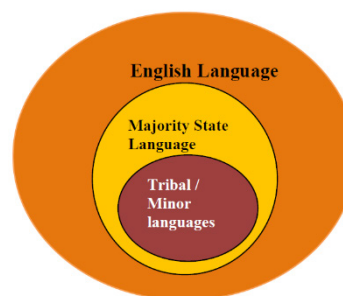 English Language
Majority State
Language
Tribal /
Minor
languages